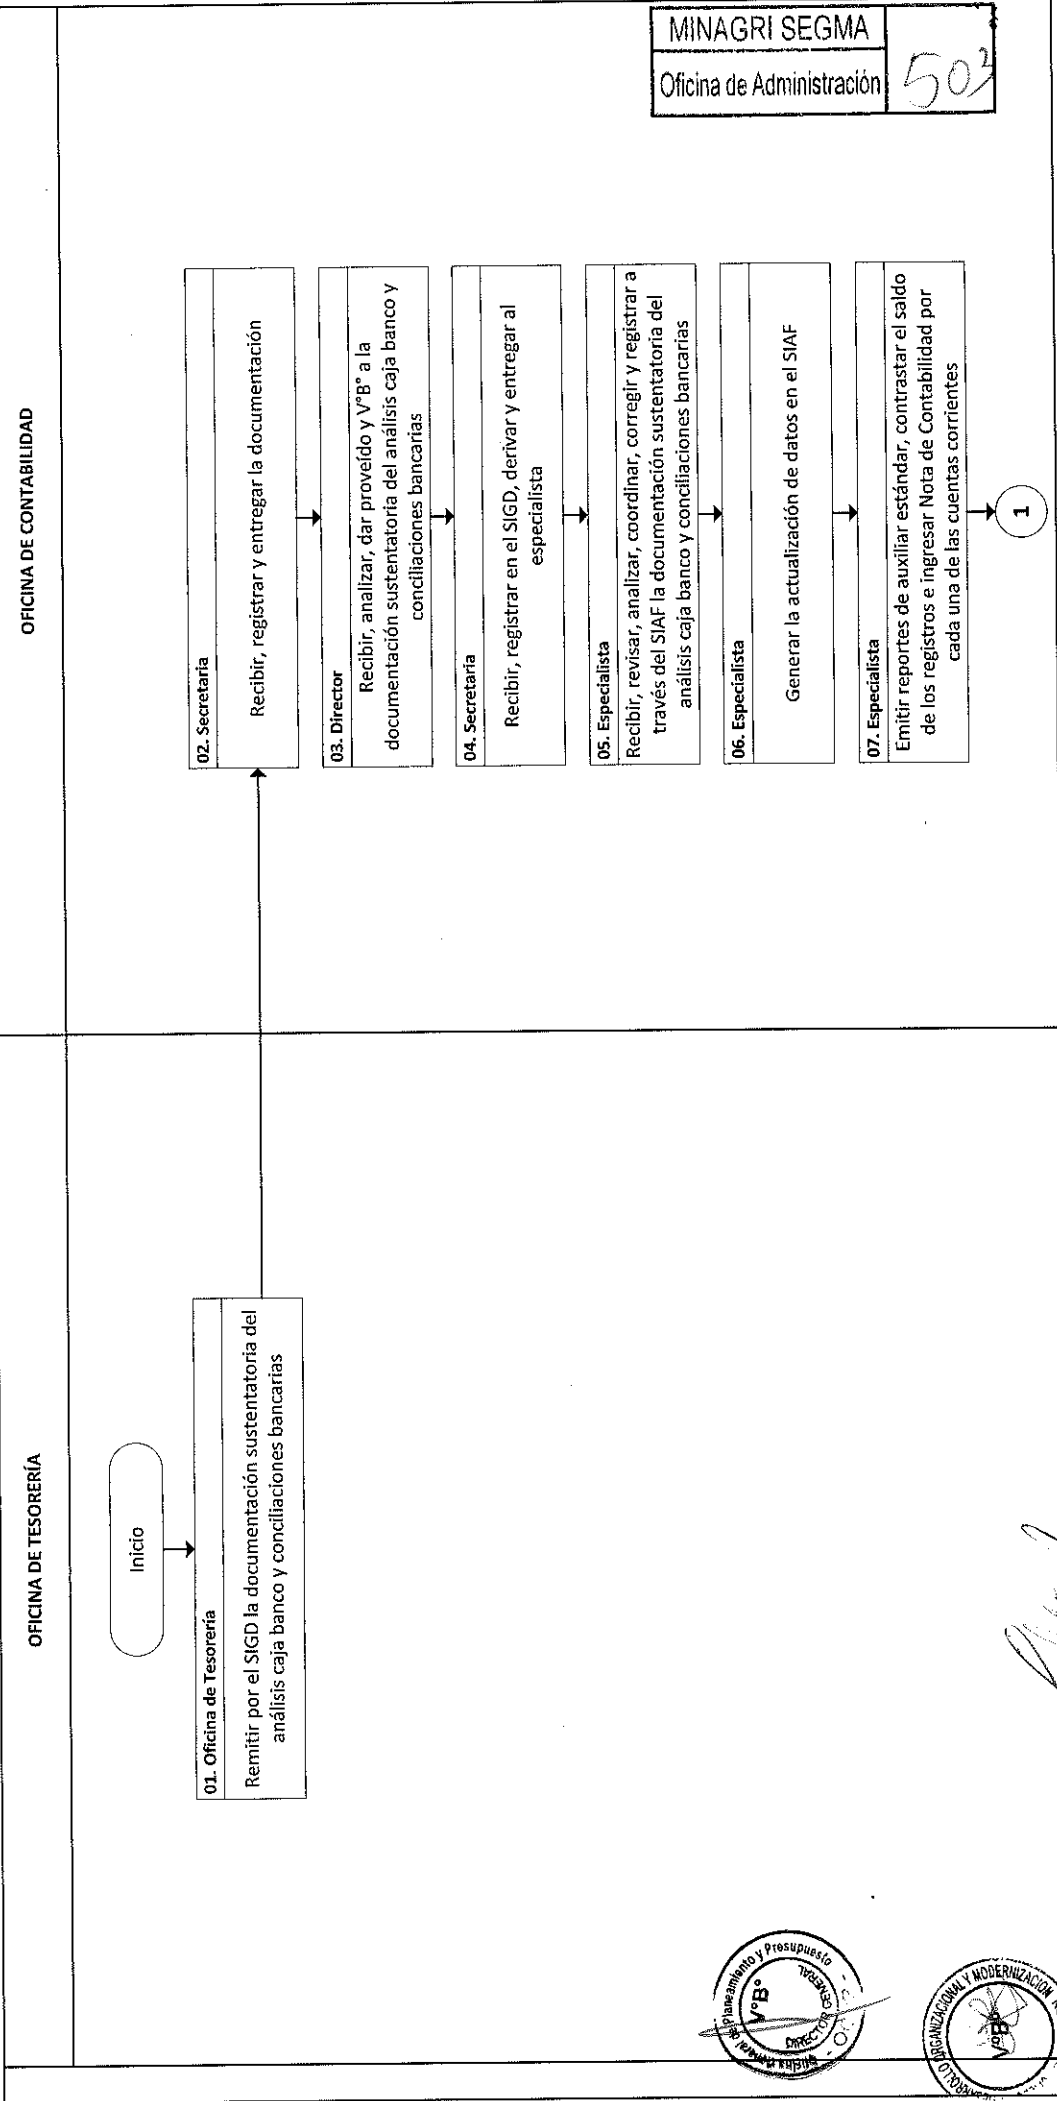 MINAGRI SEGMA
Oficina de Administración
503
OFICINA DE TESORERÍA
OFICINA DE CONTABILIDAD
Inicio
01. Oficina de Tesorería
Remitir por el SIGD la documentación sustentatoria del
análisis caja banco y conciliaciones bancarias
02. Secretaria
Recibir, registrar y entregar la documentación
03. Director
Recibir, analizar, dar proveído y V°B° a la
documentación sustentatoria del análisis caja banco y
conciliaciones bancarias
04. Secretaria
Recibir, registrar en el SIGD, derivar y entregar al
especialista
05. Especialista
Recibir, revisar, analizar, coordinar, corregir y registrar a
través del SIAF la documentación sustentatoria del
análisis caja banco y conciliaciones bancarias
06. Especialista
Generar la actualización de datos en el SIAF
07. Especialista
Emitir reportes de auxiliar estándar, contrastar el saldo
de los registros e ingresar Nota de Contabilidad por
cada una de las cuentas corrientes
1
Planeamiento y Presupuesto
V°B°
DIRECTOR GENERAL
ORGANIZACIONAL Y MODERNIZACIÓN
V°B°